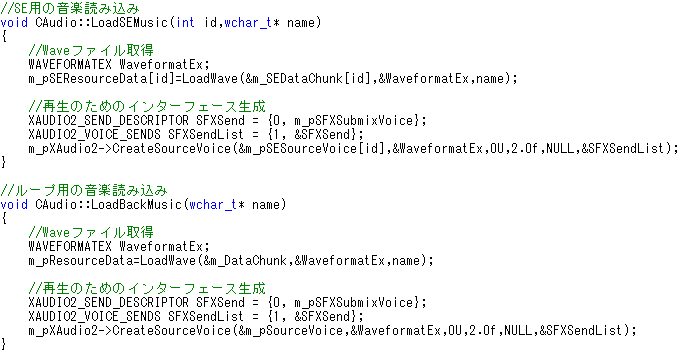 //SE用の音楽読み込み
void CAudio::LoadSEMusic(int id,wchar_t* name)
{
    //Waveファイル取得
    WAVEFORMATEX WaveformatEx;
    m_pSEResourceData[id]=LoadWave(&m_SEDataChunk[id],&WaveformatEx,name);

    //再生のためのインターフェース生成
    XAUDIO2_SEND_DESCRIPTOR SFXSend = {0, m_pSFXSubmixVoice};
    XAUDIO2_VOICE_SENDS SFXSendList = {1, &SFXSend};
    m_pXAudio2->CreateSourceVoice(&m_pSESourceVoice[id],&WaveformatEx,0U,2.0f,NULL,&SFXSendList);
}

//ループ用の音楽読み込み
void CAudio::LoadBackMusic(wchar_t* name)
{
    //Waveファイル取得
    WAVEFORMATEX WaveformatEx;
    m_pResourceData=LoadWave(&m_DataChunk,&WaveformatEx,name);

    //再生のためのインターフェース生成
    XAUDIO2_SEND_DESCRIPTOR SFXSend = {0, m_pSFXSubmixVoice};
    XAUDIO2_VOICE_SENDS SFXSendList = {1, &SFXSend};
    m_pXAudio2->CreateSourceVoice(&m_pSourceVoice,&WaveformatEx,0U,2.0f,NULL,&SFXSendList);
}